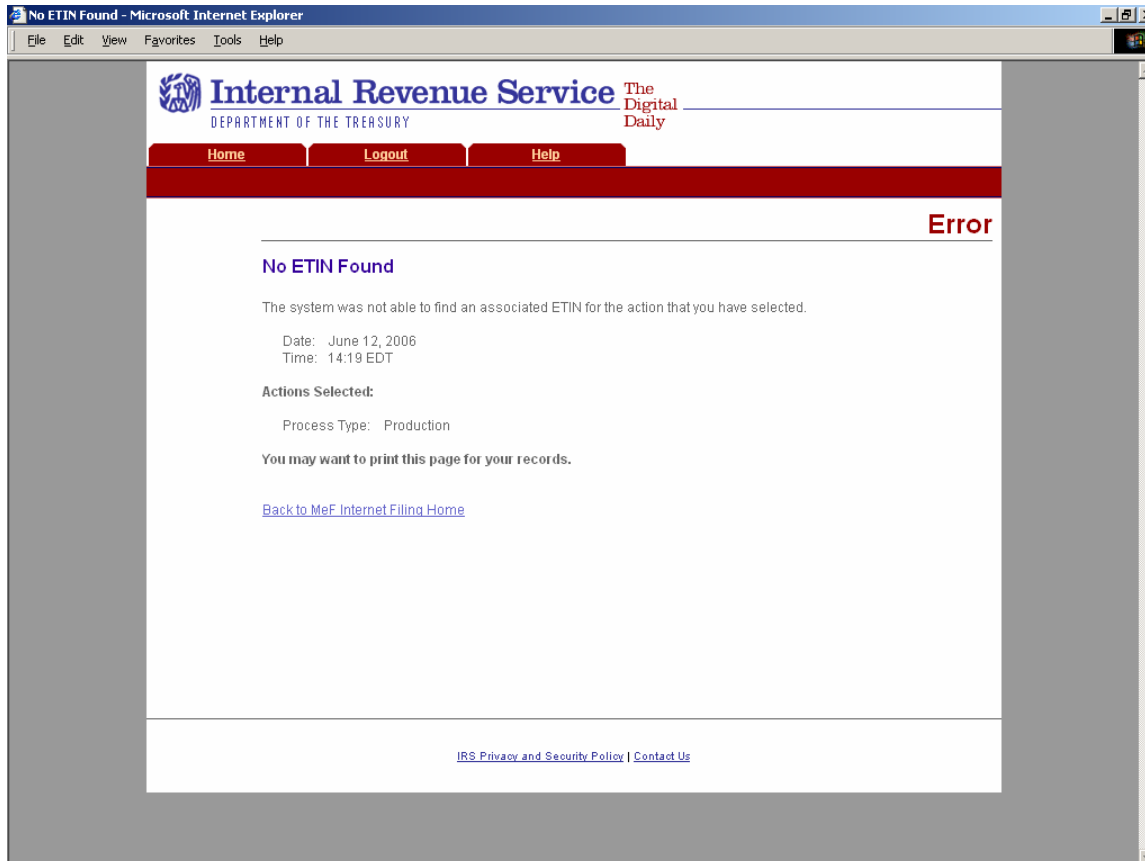 No ETIN Found - Microsoft Internet Explorer
File Edit View Favorites Tools Help
Internal Revenue Service
DEPARTMENT OF THE TREASURY
The
Digital
Daily
Home Logout Help
Error
No ETIN Found
The system was not able to find an associated ETIN for the action that you have selected.
Date: June 12, 2006
Time: 14:19 EDT
Actions Selected:
Process Type: Production
You may want to print this page for your records.
Back to MeF Internet Filing Home
IRS Privacy and Security Policy | Contact Us